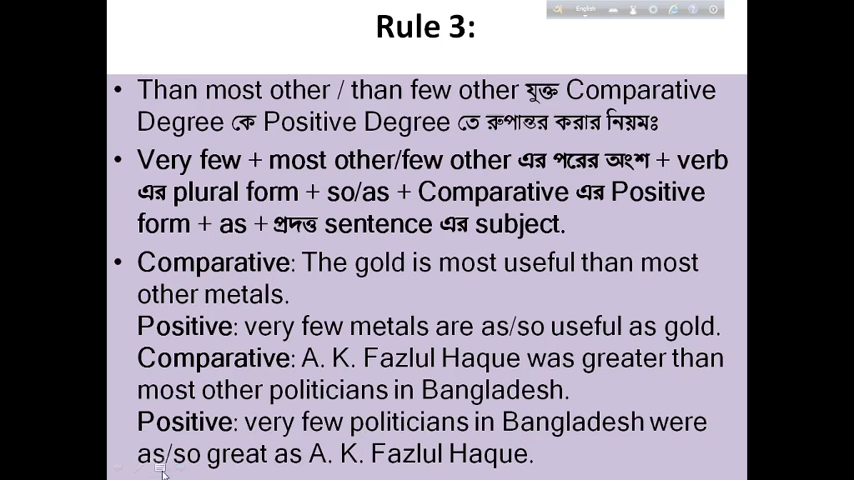 English
Rule 3:
• Than most other / than few other যুক্ত Comparative
Degree কে Positive Degree তে রুপান্তর করার নিয়মঃ
• Very few + most other/few other এর পরের অংশ + verb
এর plural form + so/as + Comparative এর Positive
form + as + প্রদত্ত sentence এর subject.
• Comparative: The gold is most useful than most
other metals.
Positive: very few metals are as/so useful as gold.
Comparative: A. K. Fazlul Haque was greater than
most other politicians in Bangladesh.
Positive: very few politicians in Bangladesh were
as/so great as A. K. Fazlul Haque.